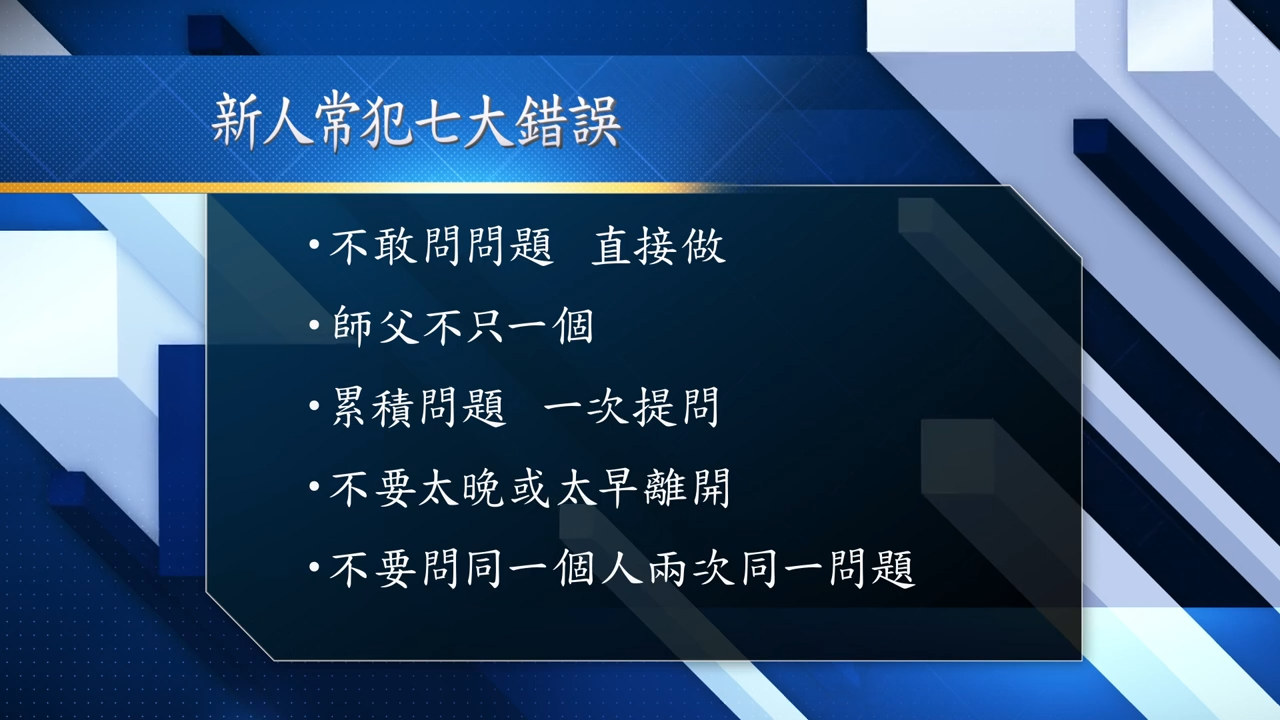 新人常犯七大錯誤
•不敢問問題 直接做
•師父不只一個
•累積問題 一次提問
•不要太晚或太早離開
•不要問同一個人兩次同一問題